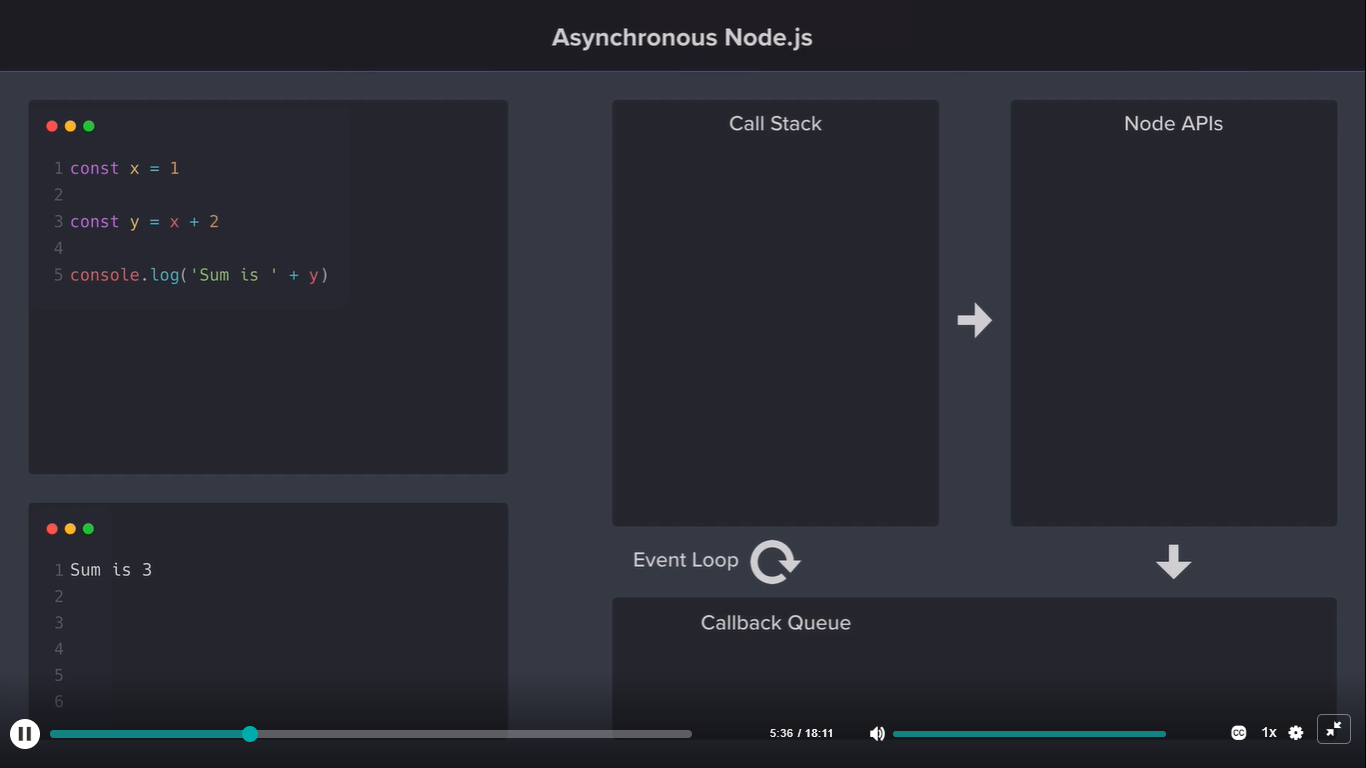 Asynchronous Node.js
1 const x = 1
2
3 const y = x + 2
4
5 console.log('Sum is ' + y)
1 Sum is 3
2
3
4
5
6
Call Stack
Node APIs
Event Loop
Callback Queue
5:36 / 18:11
CC
1x